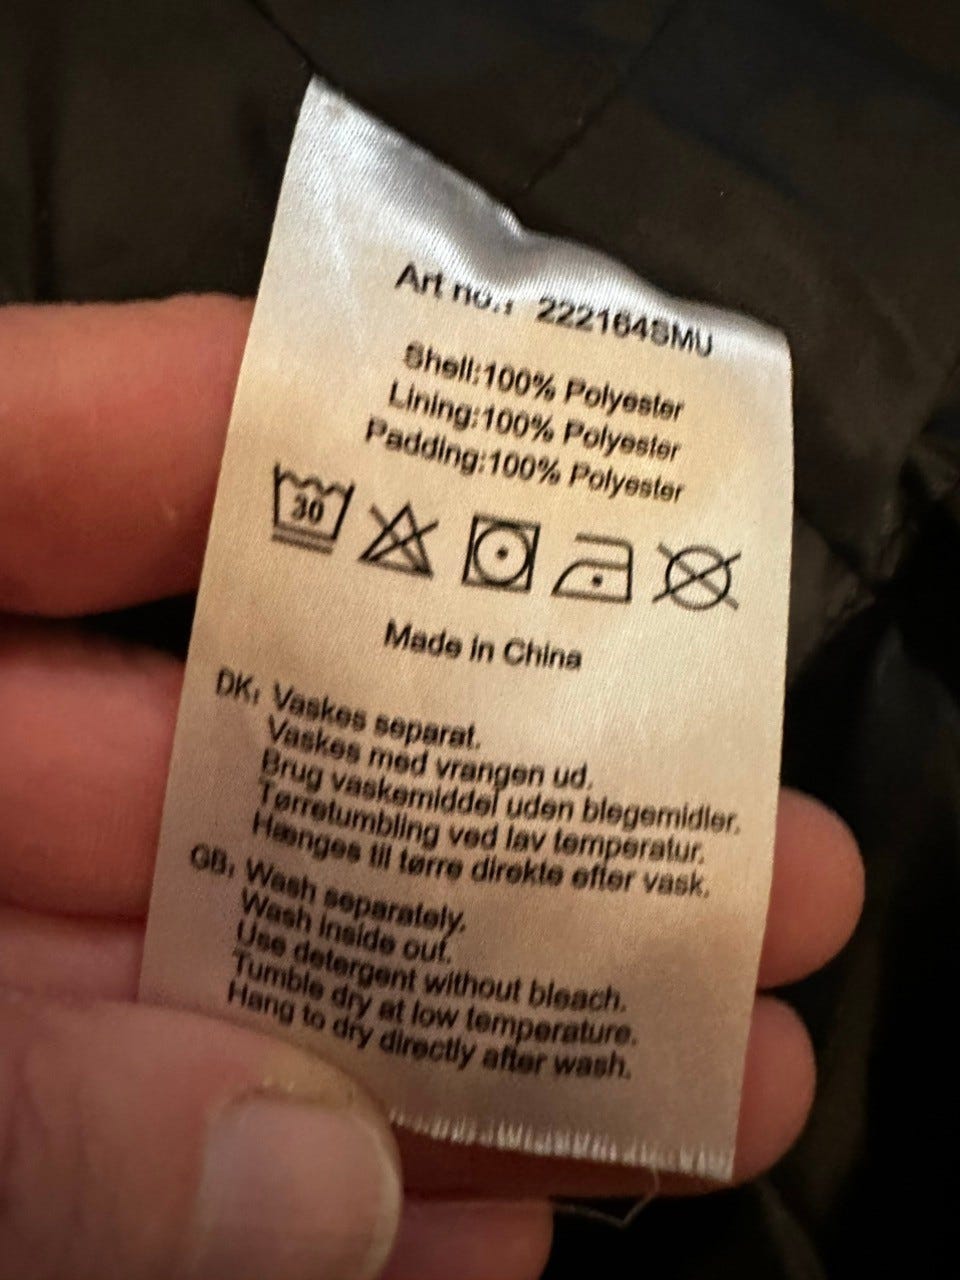 Art no.: 222164SMU
Shell:100% Polyester
Lining:100% Polyester
Padding:100% Polyester
30
Made in China
DK: Vaskes separat.
Vaskes med vrangen ud.
Brug vaskemiddel uden blegemidler.
Tørretumbling ved lav temperatur.
Hænges til tørre direkte efter vask.
GB: Wash separately.
Wash inside out.
Use detergent without bleach.
Tumble dry at low temperature.
Hang to dry directly after wash.